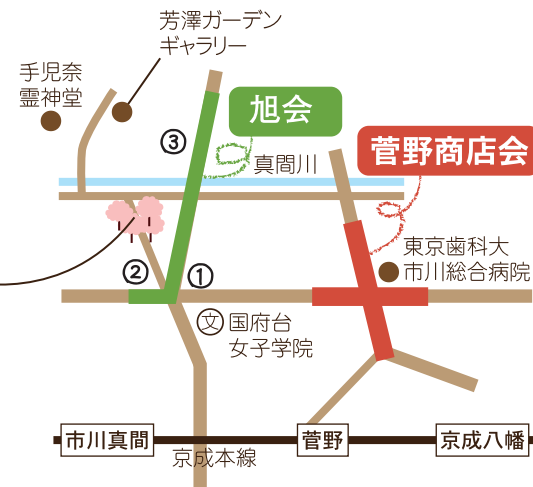 芳澤ガーデン
ギャラリー
手児奈
霊神堂
旭会
③
真間川
菅野商店会
東京歯科大
市川総合病院
②
①
文
国府台
女子学院
市川真間
菅野
京成八幡
京成本線